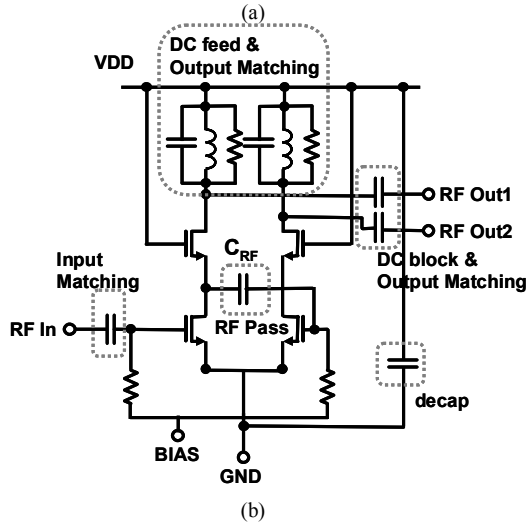 (a)
DC feed &
Output Matching
VDD
RF Out1
RF Out2
DC block &
Output Matching
Input
Matching
C_RF
RF Pass
RF In
decap
BIAS
GND
(b)